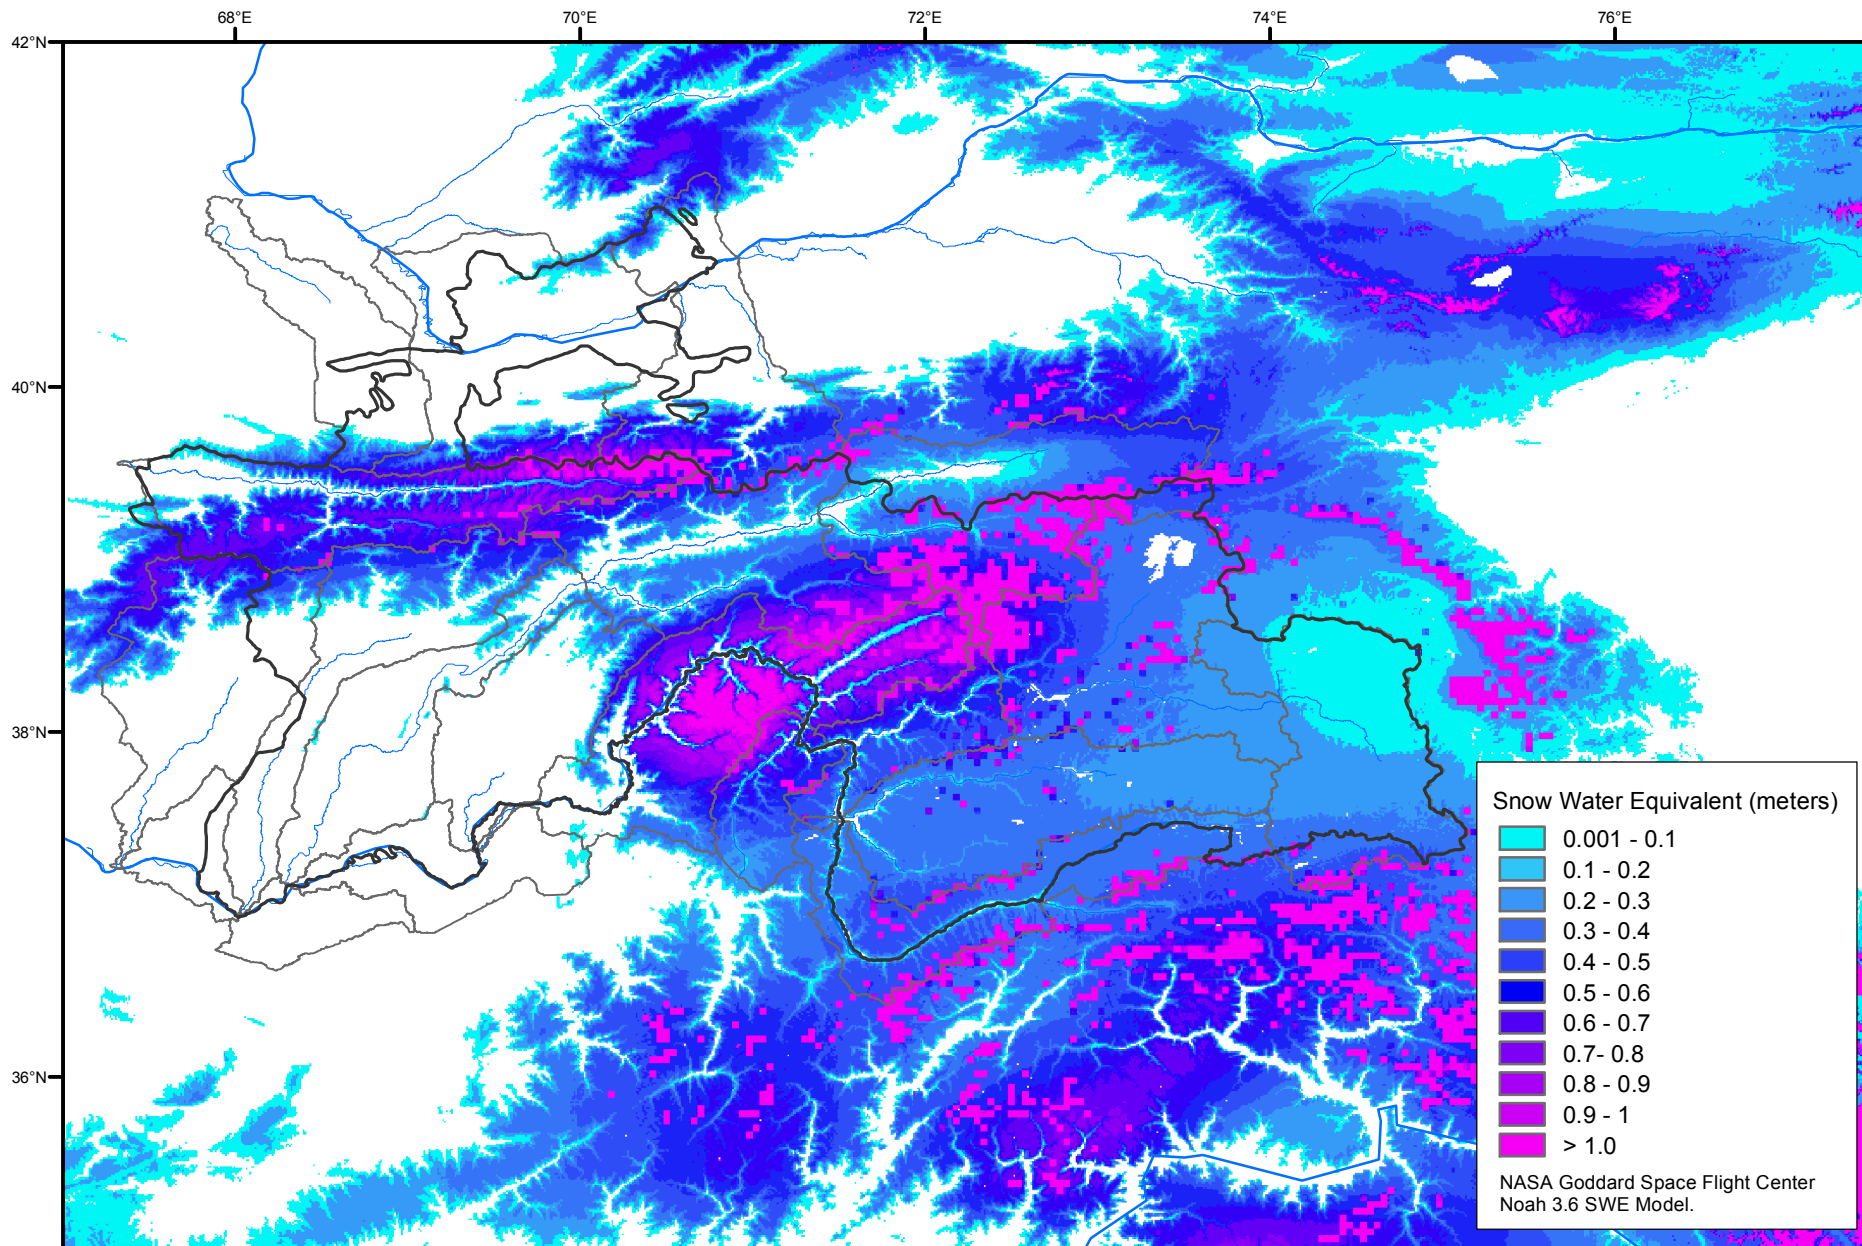 68°E
70°E
72°E
74°E
76°E
42°N
40°N
38°N
36°N
Snow Water Equivalent (meters)
0.001 - 0.1
0.1 - 0.2
0.2 - 0.3
0.3 - 0.4
0.4 - 0.5
0.5 - 0.6
0.6 - 0.7
0.7- 0.8
0.8 - 0.9
0.9 - 1
> 1.0
NASA Goddard Space Flight Center
Noah 3.6 SWE Model.